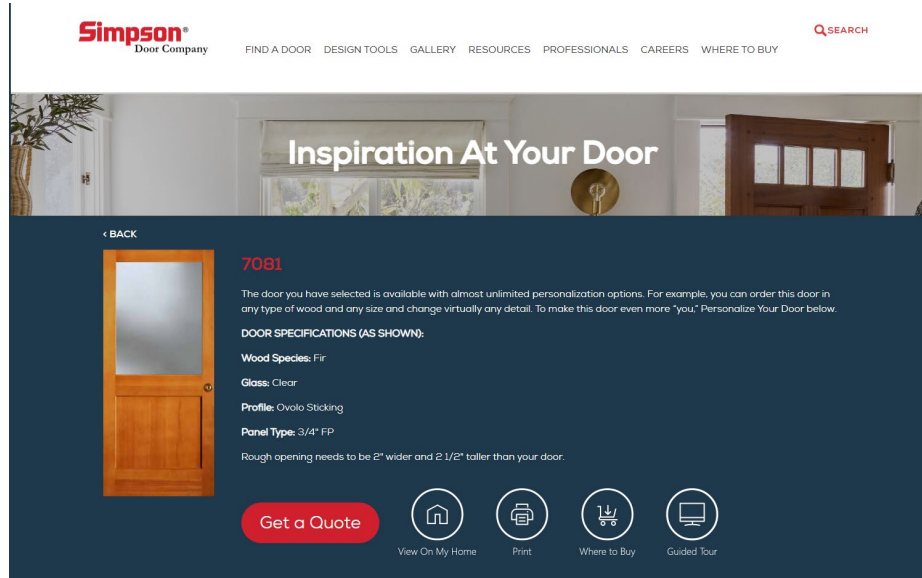 Simpson®
Door Company
SEARCH
FIND A DOOR DESIGN TOOLS GALLERY RESOURCES PROFESSIONALS CAREERS WHERE TO BUY
Inspiration At Your Door
< BACK
7081
The door you have selected is available with almost unlimited personalization options. For example, you can order this door in
any type of wood and any size and change virtually any detail. To make this door even more "you," Personalize Your Door below.
DOOR SPECIFICATIONS (AS SHOWN):
Wood Species: Fir
Glass: Clear
Profile: Ovolo Sticking
Panel Type: 3/4" FP
Rough opening needs to be 2" wider and 2 1/2" taller than your door.
Get a Quote
View On My Home Print Where to Buy Guided Tour